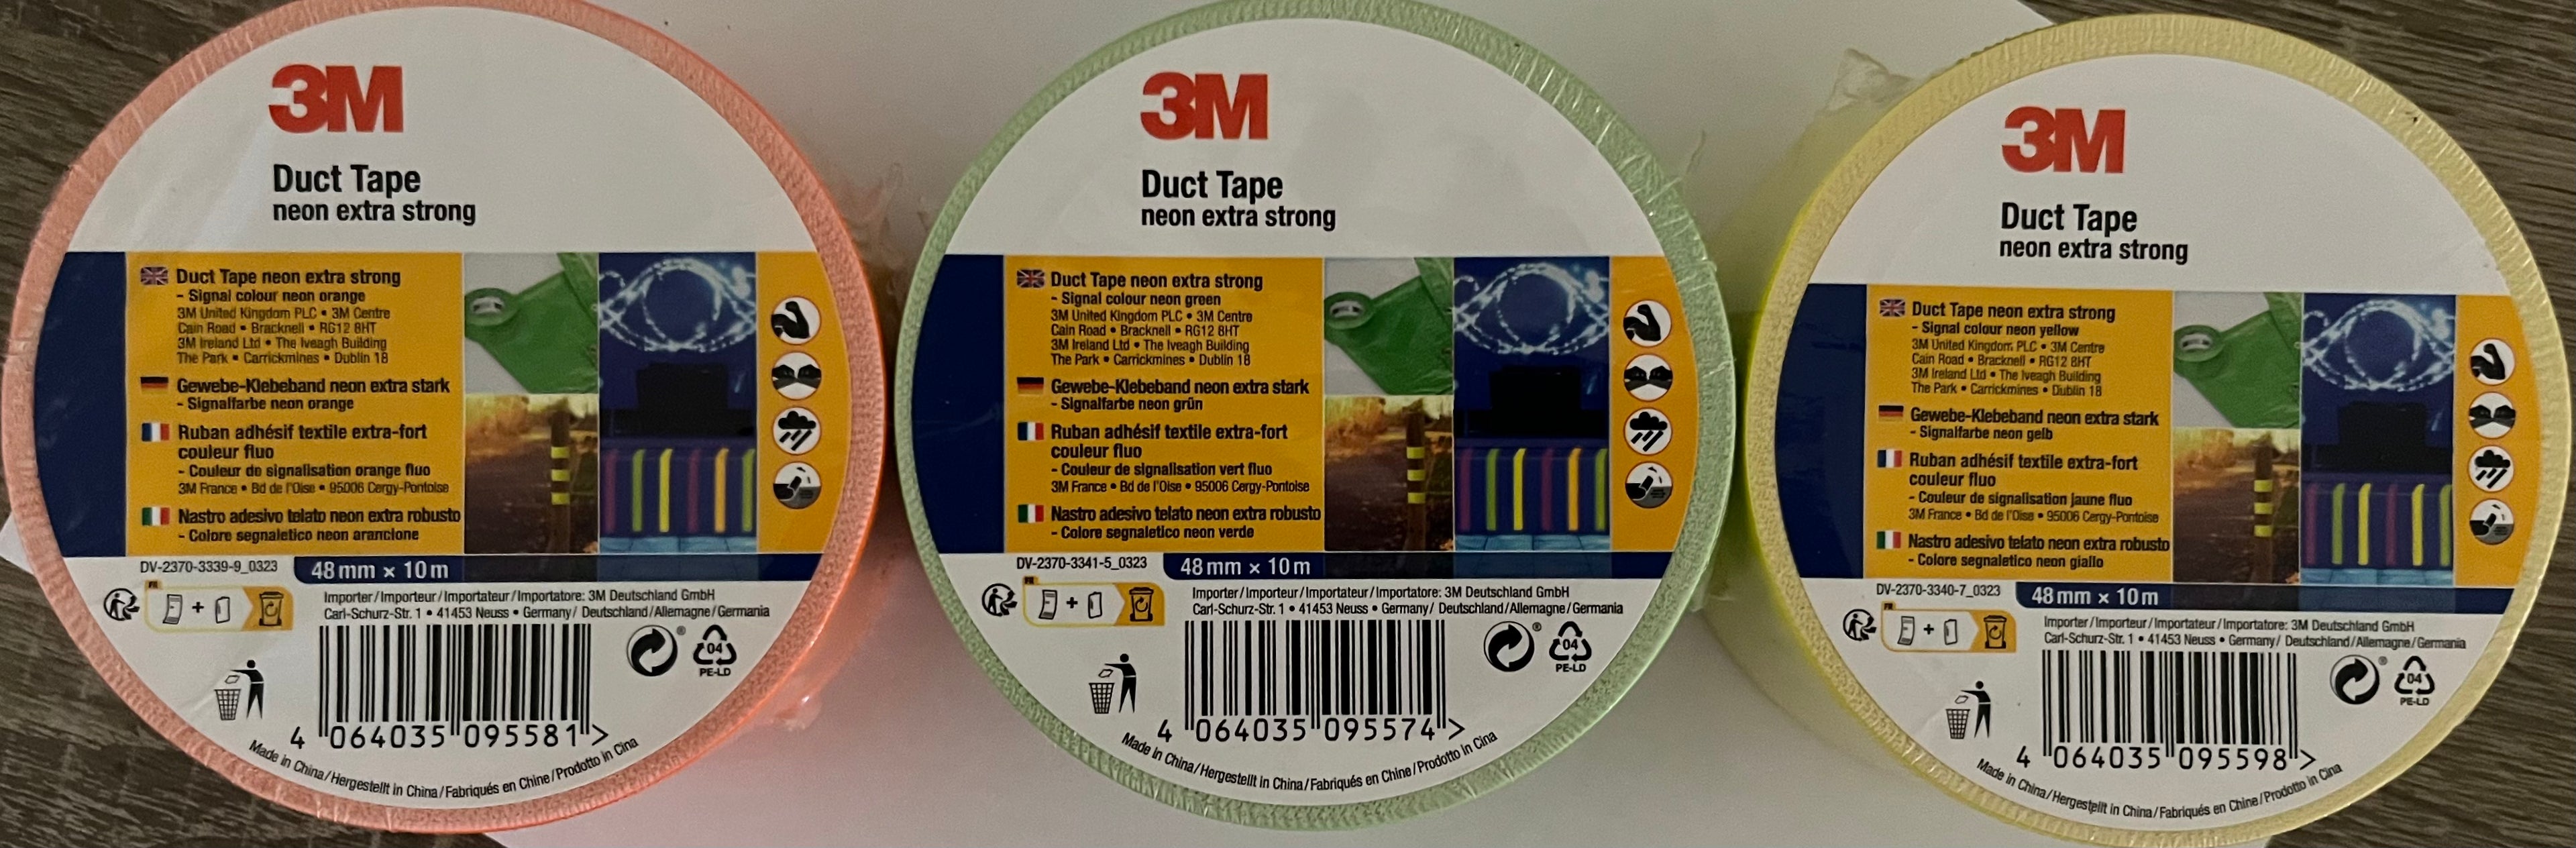 3M
Duct Tape
neon extra strong
Duct Tape neon extra strong
- Signal colour neon orange
3M United Kingdom PLC • 3M Centre
Cain Road • Bracknell • RG12 8HT
3M Ireland Ltd • The Iveagh Building
The Park • Carrickmines • Dublin 18
Gewebe-Klebeband neon extra stark
- Signalfarbe neon orange
Ruban adhésif textile extra-fort
couleur fluo
- Couleur de signalisation orange fluo
3M France • Bd de l'Oise • 95006 Cergy-Pontoise
Nastro adesivo telato neon extra robusto
- Colore segnaletico neon arancione
DV-2370-3339-9_0323
48 mm × 10 m
FR
+
Importer/Importeur/Importateur/Importatore: 3M Deutschland GmbH
Carl-Schurz-Str. 1 • 41453 Neuss • Germany/ Deutschland/Allemagne/Germania
®
04
PE-LD
4 064035 095581 >
Made in China/Hergestellt in China/Fabriqués en Chine/Prodotto in Cina
3M
Duct Tape
neon extra strong
Duct Tape neon extra strong
- Signal colour neon green
3M United Kingdom PLC • 3M Centre
Cain Road • Bracknell • RG12 8HT
3M Ireland Ltd • The Iveagh Building
The Park • Carrickmines • Dublin 18
Gewebe-Klebeband neon extra stark
- Signalfarbe neon grün
Ruban adhésif textile extra-fort
couleur fluo
- Couleur de signalisation vert fluo
3M France • Bd de l'Oise • 95006 Cergy-Pontoise
Nastro adesivo telato neon extra robusto
- Colore segnaletico neon verde
DV-2370-3341-5_0323
48 mm × 10 m
FR
+
Importer/Importeur/Importateur/Importatore: 3M Deutschland GmbH
Carl-Schurz-Str. 1 • 41453 Neuss • Germany/ Deutschland/Allemagne/Germania
®
04
PE-LD
4 064035 095574 >
Made in China/Hergestellt in China/Fabriqués en Chine/Prodotto in Cina
3M
Duct Tape
neon extra strong
Duct Tape neon extra strong
- Signal colour neon yellow
3M United Kingdom PLC • 3M Centre
Cain Road • Bracknell • RG12 8HT
3M Ireland Ltd • The Iveagh Building
The Park • Carrickmines • Dublin 18
Gewebe-Klebeband neon extra stark
- Signalfarbe neon gelb
Ruban adhésif textile extra-fort
couleur fluo
- Couleur de signalisation jaune fluo
3M France • Bd de l'Oise • 95006 Cergy-Pontoise
Nastro adesivo telato neon extra robusto
- Colore segnaletico neon giallo
DV-2370-3340-7_0323
48 mm × 10 m
FR
+
Importer/Importeur/Importateur/Importatore: 3M Deutschland GmbH
Carl-Schurz-Str. 1 • 41453 Neuss • Germany/ Deutschland/Allemagne/Germania
®
04
PE-LD
4 064035 095598 >
Made in China/Hergestellt in China/Fabriqués en Chine/Prodotto in Cina